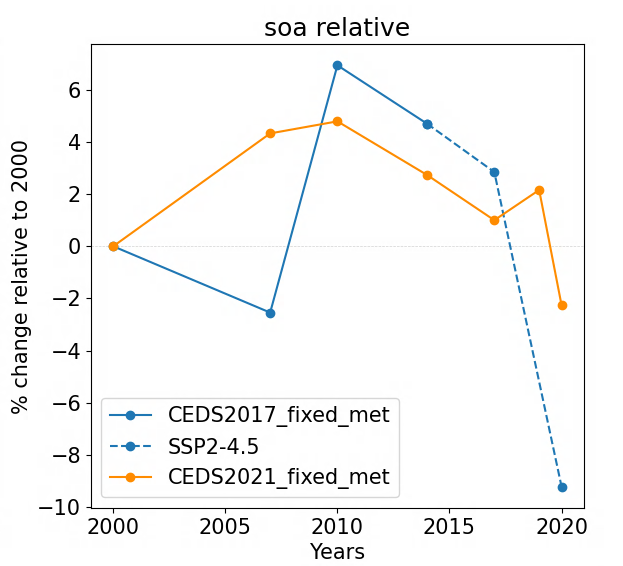 soa relative
% change relative to 2000
6
4
2
0
−2
−4
−6
−8
−10
CEDS2017_fixed_met
SSP2-4.5
CEDS2021_fixed_met
2000 2005 2010 2015 2020
Years